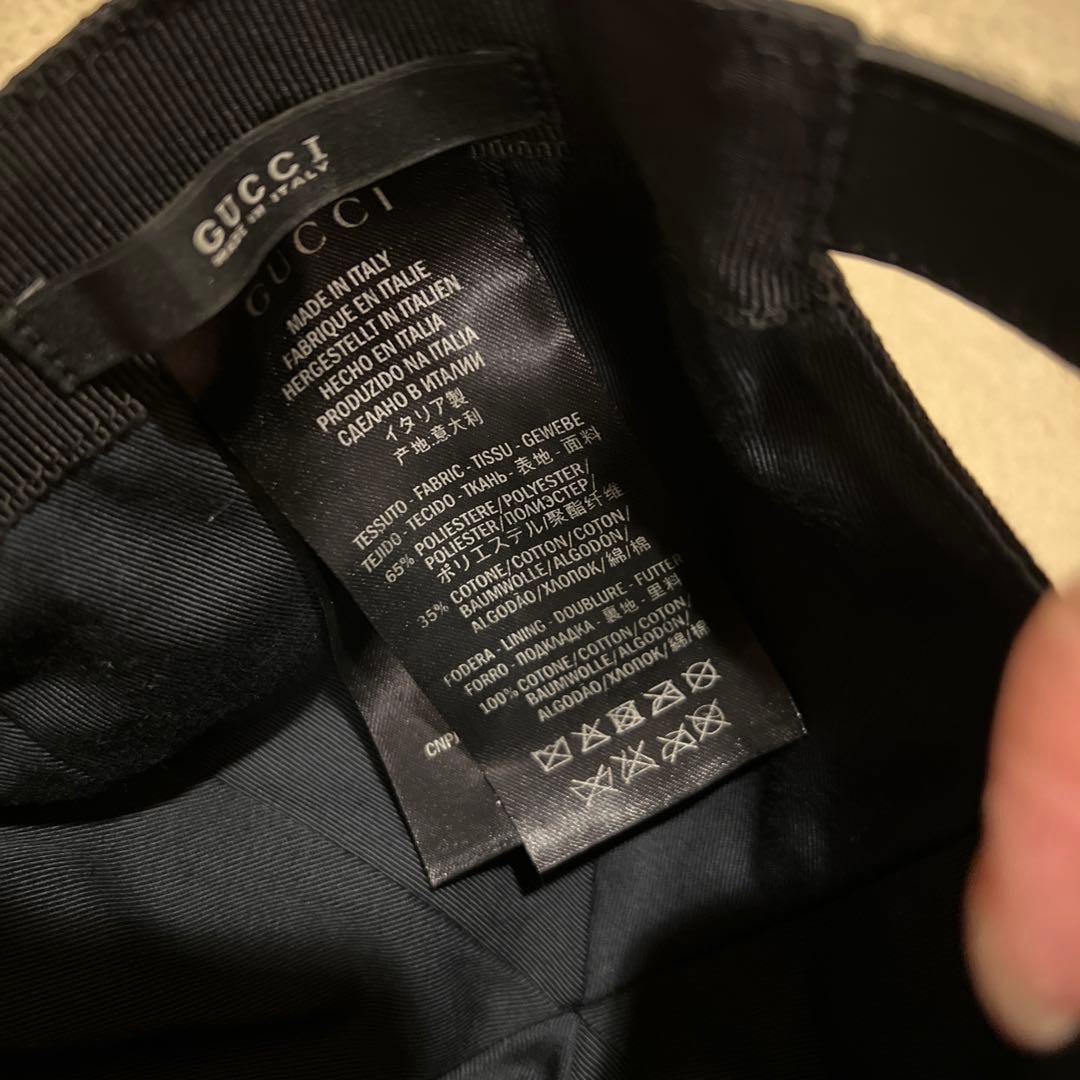 GUCCI
MADE IN ITALY
GUCCI
MADE IN ITALY
FABRIQUE EN ITALIE
HERGESTELLT IN ITALIEN
HECHO EN ITALIA
PRODUZIDO NA ITALIA
СДЕЛАНО В ИТАЛИИ
イタリア製
产地:意大利
TESSUTO - FABRIC - TISSU - GEWEBE
TEJIDO - TECIDO - ТКАНЬ - 表地 - 面料
65% POLIESTERE/POLYESTER/
POLIESTER/ПОЛИЭСТЕР/
ポリエステル/聚酯纤维
35% COTONE/COTTON/COTON/
BAUMWOLLE/ALGODÓN/
ALGODÃO/ХЛОПОК/綿/棉
FODERA - LINING - DOUBLURE - FUTTER
FORRO - ПОДКЛАДКА - 裏地 - 里料
100% COTONE/COTTON/COTON/
BAUMWOLLE/ALGODÓN/
ALGODÃO/ХЛОПОК/綿/棉